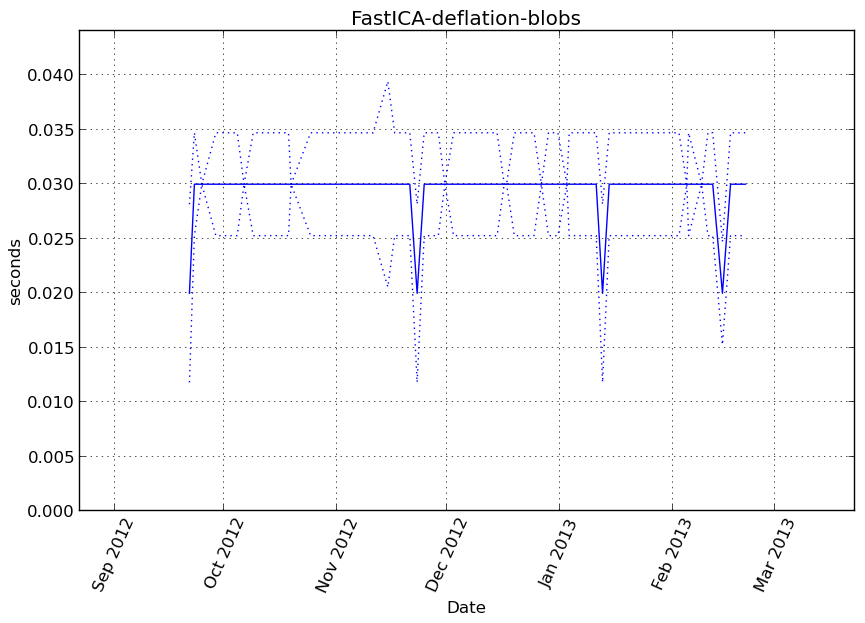 FastICA-deflation-blobs
0.040
0.035
0.030
0.025
0.020
0.015
0.010
0.005
0.000
seconds
Sep 2012
Oct 2012
Nov 2012
Dec 2012
Jan 2013
Feb 2013
Mar 2013
Date